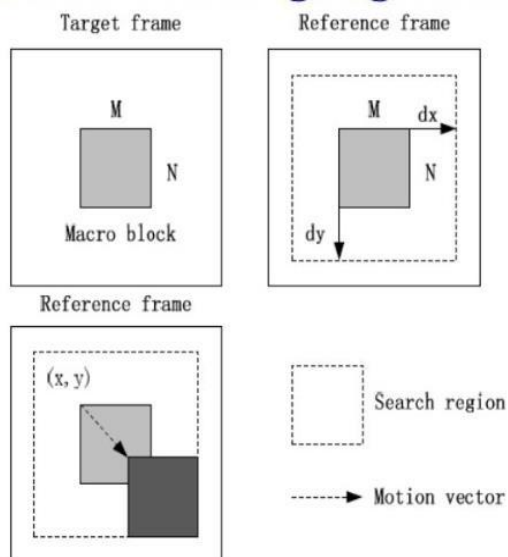 Target frame
Reference frame
M
N
Macro block
M
dx
N
dy
Reference frame
(x, y)
Search region
Motion vector